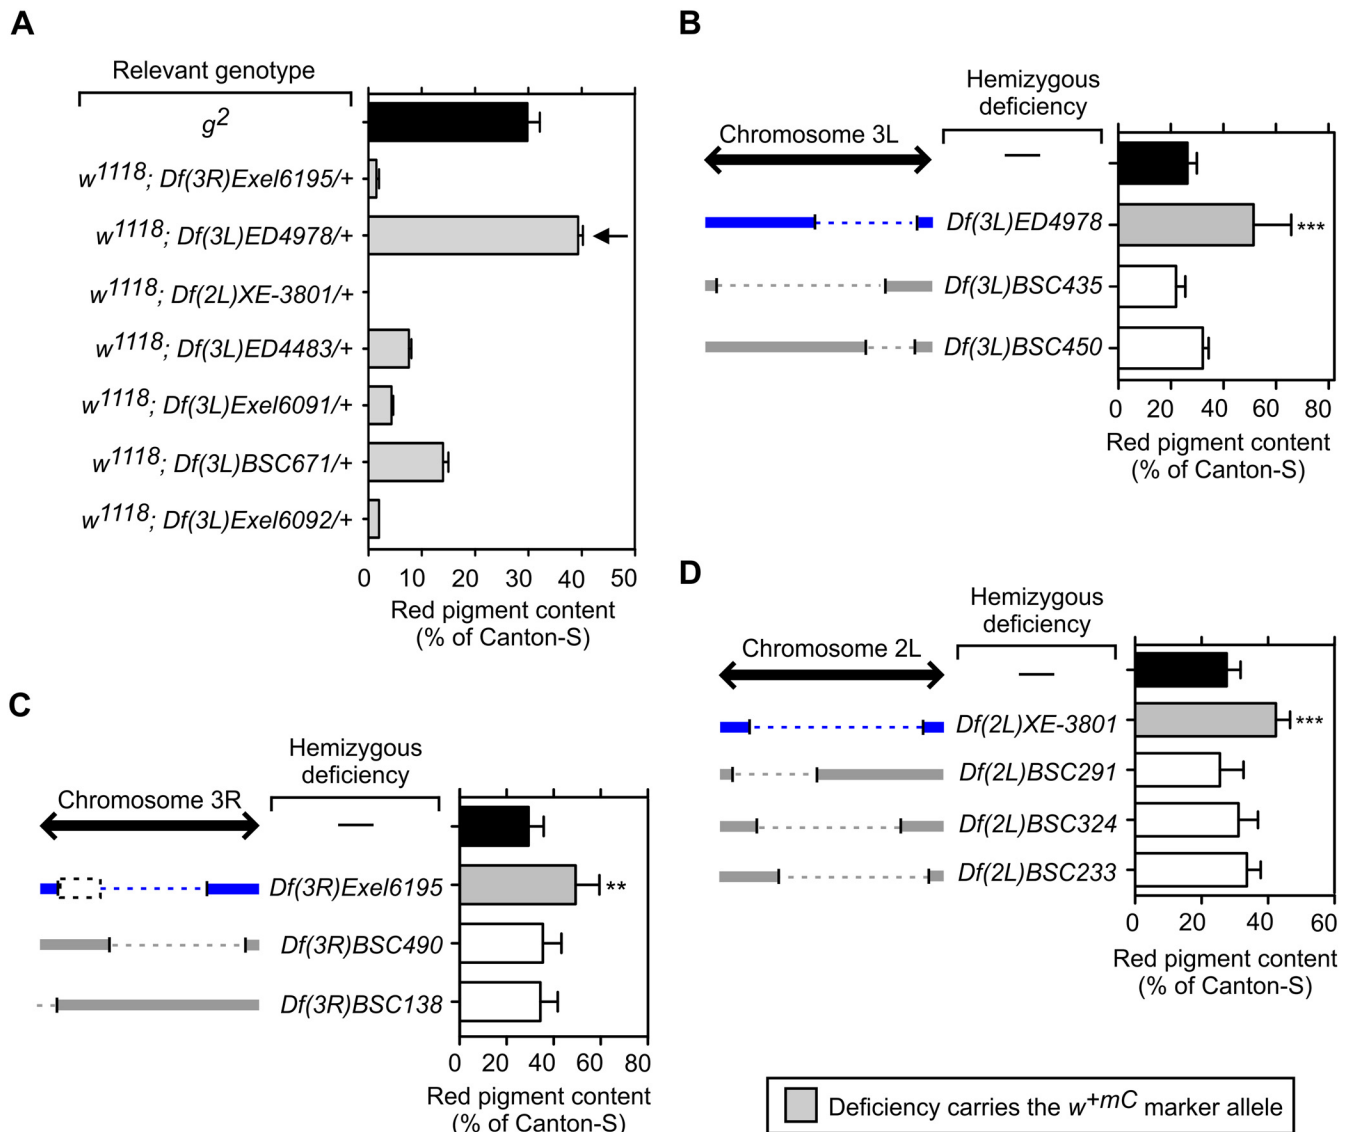 A
Relevant genotype
g2
w1118; Df(3R)Exel6195/+
w1118; Df(3L)ED4978/+
w1118; Df(2L)XE-3801/+
w1118; Df(3L)ED4483/+
w1118; Df(3L)Exel6091/+
w1118; Df(3L)BSC671/+
w1118; Df(3L)Exel6092/+
0 10 20 30 40 50
Red pigment content
(% of Canton-S)
B
Hemizygous
deficiency
Chromosome 3L
—
Df(3L)ED4978
***
Df(3L)BSC435
Df(3L)BSC450
0 20 40 60 80
Red pigment content
(% of Canton-S)
C
Hemizygous
deficiency
Chromosome 3R
—
Df(3R)Exel6195
**
Df(3R)BSC490
Df(3R)BSC138
0 20 40 60 80
Red pigment content
(% of Canton-S)
D
Hemizygous
deficiency
Chromosome 2L
—
Df(2L)XE-3801
***
Df(2L)BSC291
Df(2L)BSC324
Df(2L)BSC233
0 20 40 60
Red pigment content
(% of Canton-S)
Deficiency carries the w+mC marker allele